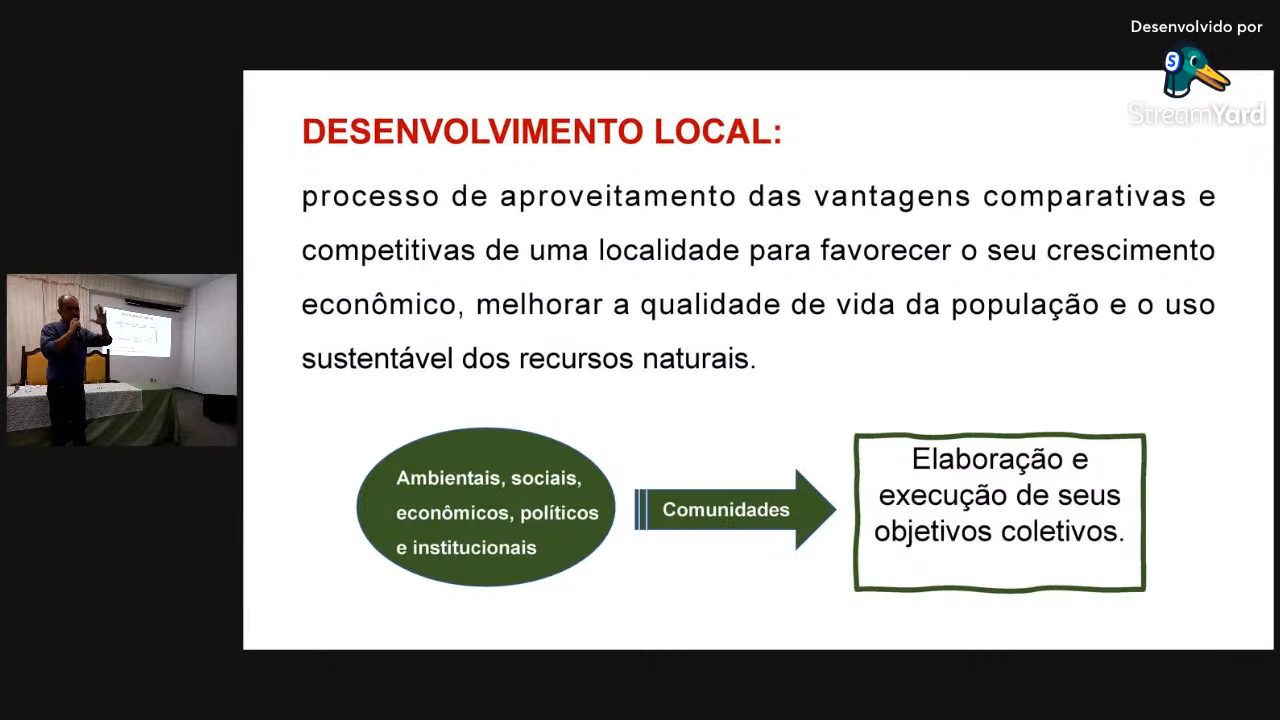 Desenvolvido por
StreamYard
DESENVOLVIMENTO LOCAL:
processo de aproveitamento das vantagens comparativas e
competitivas de uma localidade para favorecer o seu crescimento
econômico, melhorar a qualidade de vida da população e o uso
sustentável dos recursos naturais.
Ambientais, sociais,
econômicos, políticos
e institucionais
Comunidades
Elaboração e
execução de seus
objetivos coletivos.